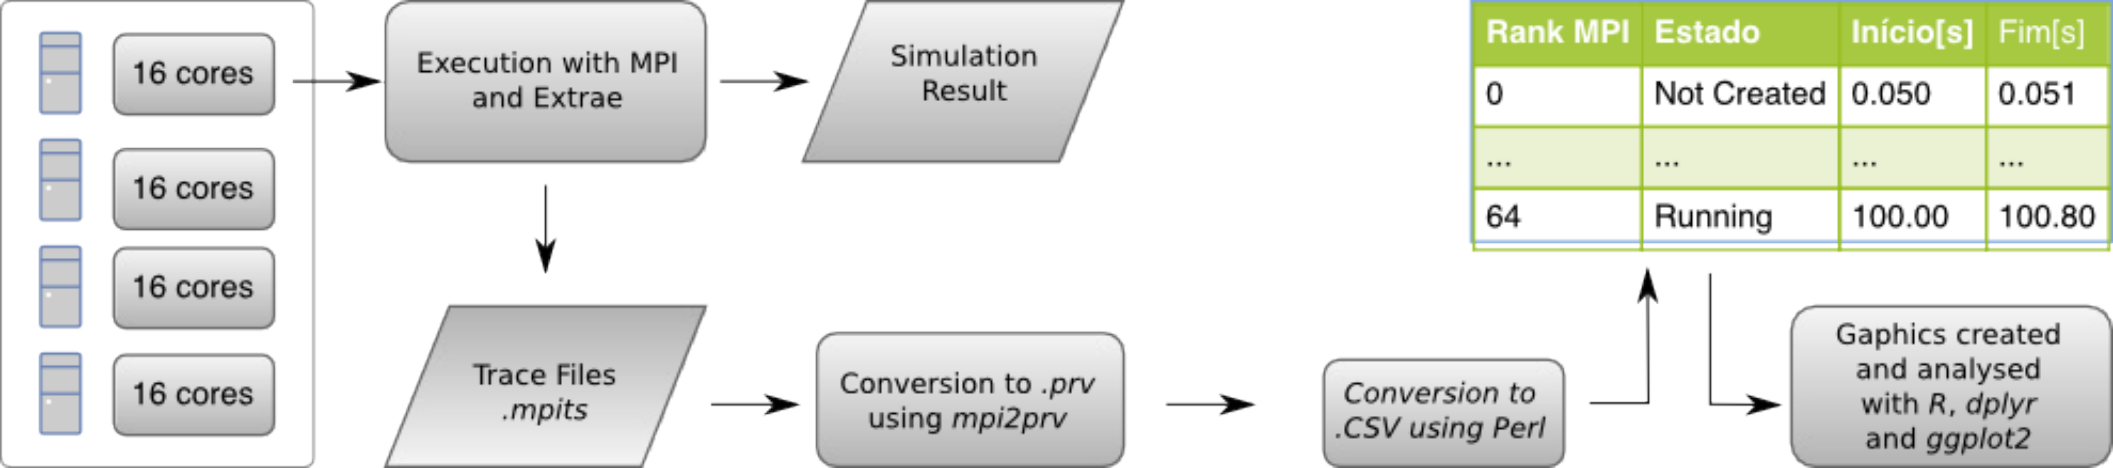 16 cores
16 cores
16 cores
16 cores
Execution with MPI
and Extrae
Simulation
Result
Trace Files
.mpits
Conversion to .prv
using mpi2prv
Conversion to
.CSV using Perl
Rank MPI Estado Início[s] Fim[s]
0 Not Created 0.050 0.051
... ... ... ...
64 Running 100.00 100.80
Gaphics created
and analysed
with R, dplyr
and ggplot2